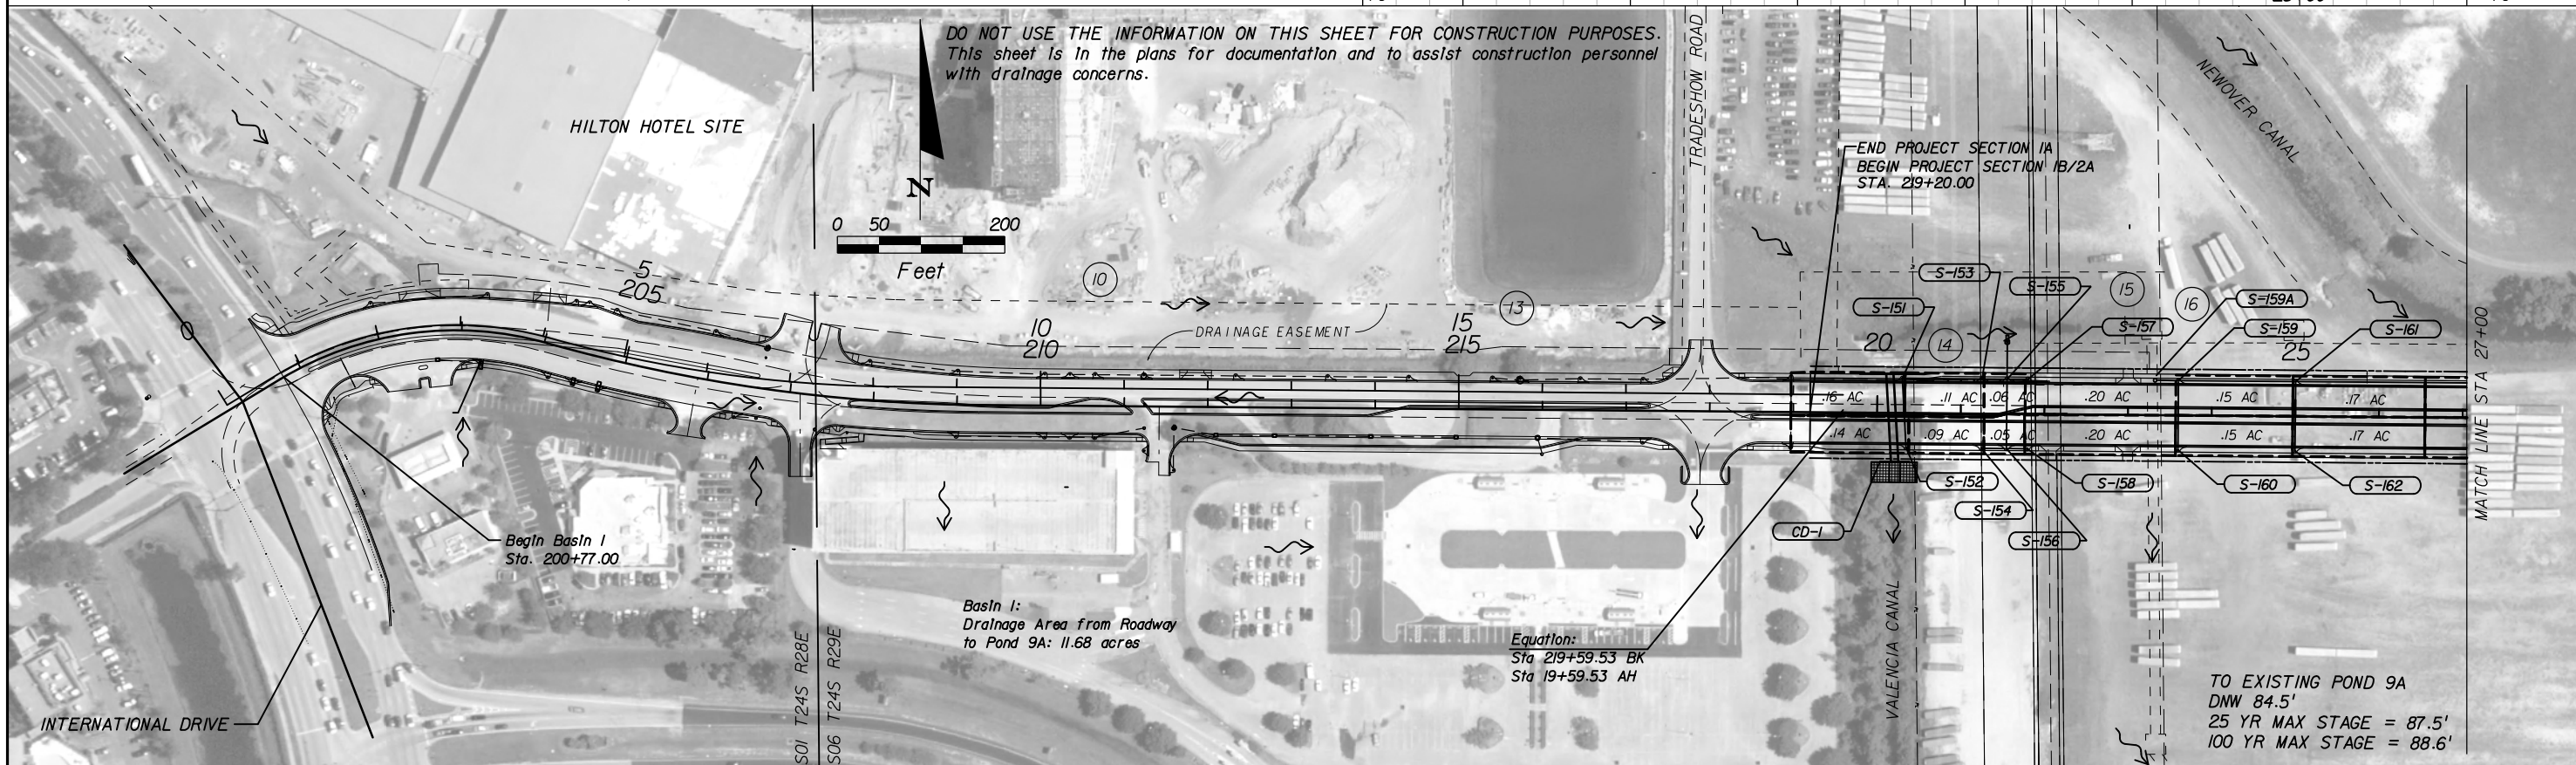 DO NOT USE THE INFORMATION ON THIS SHEET FOR CONSTRUCTION PURPOSES.
This sheet is in the plans for documentation and to assist construction personnel
with drainage concerns.
HILTON HOTEL SITE
N
0 50 200
Feet
TRADESHOW ROAD
NEWOVER CANAL
END PROJECT SECTION 1A
BEGIN PROJECT SECTION 1B/2A
STA. 219+20.00
5
205
10
13
15
16
14
10
210
15
215
20
25
DRAINAGE EASEMENT
S-153
S-155
S-151
S-157
S-159A
S-159
S-161
.16 AC
.11 AC
.06 AC
.20 AC
.15 AC
.17 AC
.14 AC
.09 AC
.05 AC
.20 AC
.15 AC
.17 AC
S-152
S-154
S-156
S-158
S-160
S-162
CD-1
MATCH LINE STA 27+00
0
Begin Basin 1
Sta. 200+77.00
Basin 1:
Drainage Area from Roadway
to Pond 9A: 11.68 acres
Equation:
Sta 219+59.53 BK
Sta 19+59.53 AH
VALENCIA CANAL
S01 T24S R28E
S06 T24S R29E
INTERNATIONAL DRIVE
TO EXISTING POND 9A
DNW 84.5'
25 YR MAX STAGE = 87.5'
100 YR MAX STAGE = 88.6'